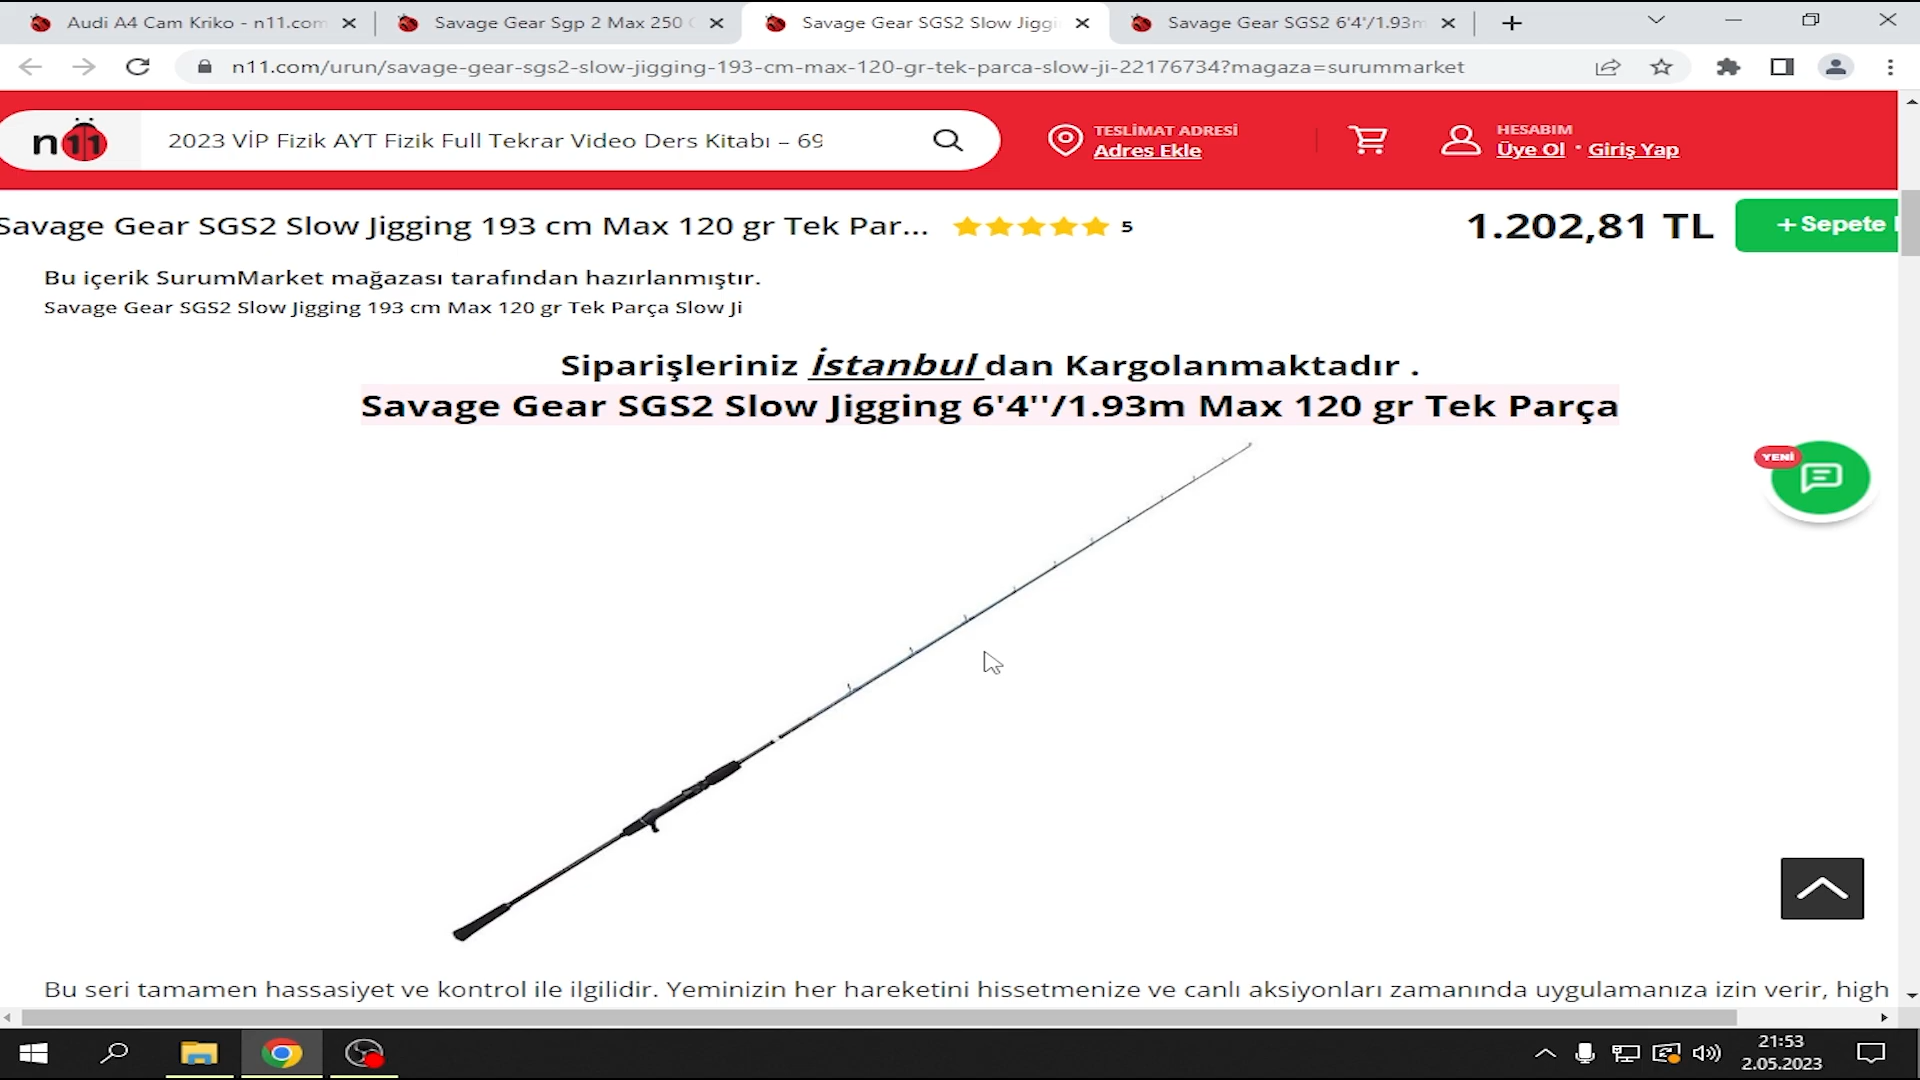 Audi A4 Cam Kriko - n11.com
Savage Gear Sgp 2 Max 250
Savage Gear SGS2 Slow Jiggi
Savage Gear SGS2 6'4'/1.93m
n11.com/urun/savage-gear-sgs2-slow-jigging-193-cm-max-120-gr-tek-parca-slow-ji-22176734?magaza=surummarket
n11
2023 VİP Fizik AYT Fizik Full Tekrar Video Ders Kitabı – 69
TESLİMAT ADRESİ
Adres Ekle
HESABIM
Üye Ol · Giriş Yap
Savage Gear SGS2 Slow Jigging 193 cm Max 120 gr Tek Par...
5
1.202,81 TL
+Sepete
Bu içerik SurumMarket mağazası tarafından hazırlanmıştır.
Savage Gear SGS2 Slow Jigging 193 cm Max 120 gr Tek Parça Slow Ji
Siparişleriniz İstanbul dan Kargolanmaktadır .
Savage Gear SGS2 Slow Jigging 6'4''/1.93m Max 120 gr Tek Parça
YENİ
Bu seri tamamen hassasiyet ve kontrol ile ilgilidir. Yeminizin her hareketini hissetmenize ve canlı aksiyonları zamanında uygulamanıza izin verir, high
21:53
2.05.2023